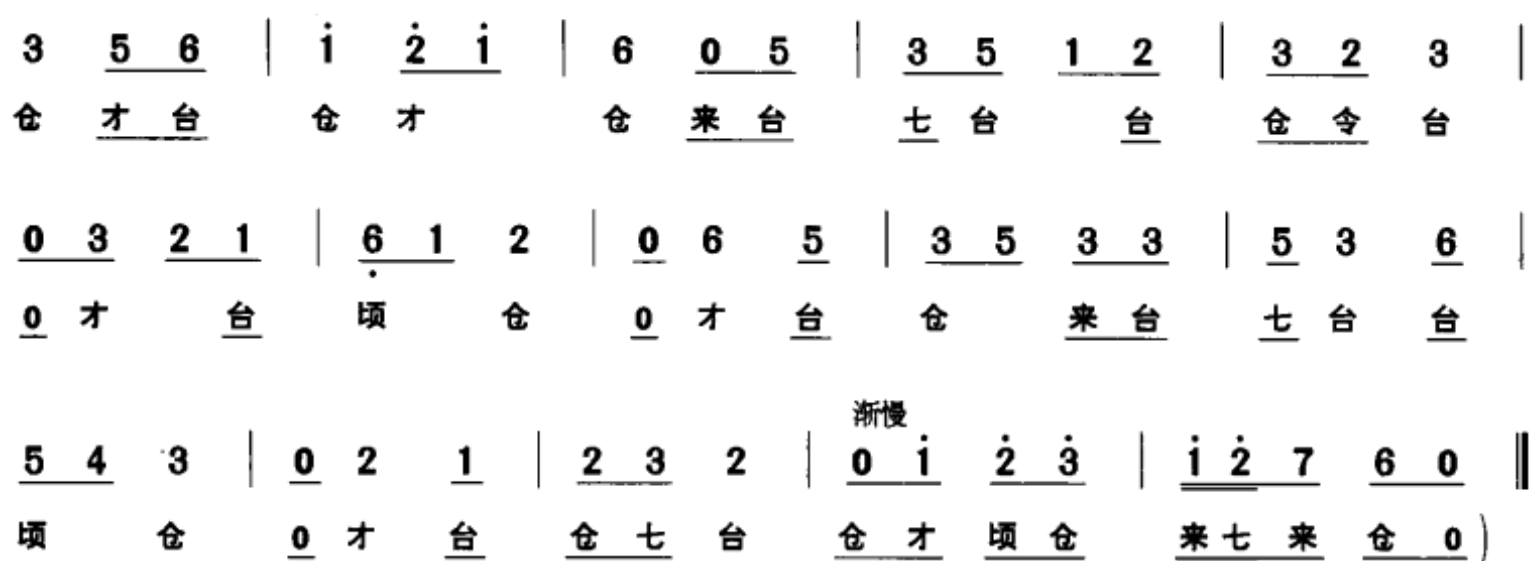 3 5 6 | i̇ 2̇ i̇ | 6 0 5 | 3 5 1 2 | 3 2 3 |
仓 才 台 仓 才 仓 来 台 七 台 台 仓 令 台
0 3 2 1 | 6̣ 1 2 | 0 6 5 | 3 5 3 3 | 5 3 6 |
0 才 台 顷 仓 0 才 台 仓 来 台 七 台 台
渐慢
5 4 3 | 0 2 1 | 2 3 2 | 0 1̇ 2̇ 3̇ | 1̇ 2̇ 7 6 0 ‖
顷 仓 0 才 台 仓 七 台 仓 才 顷 仓 来 七 来 仓 0 )